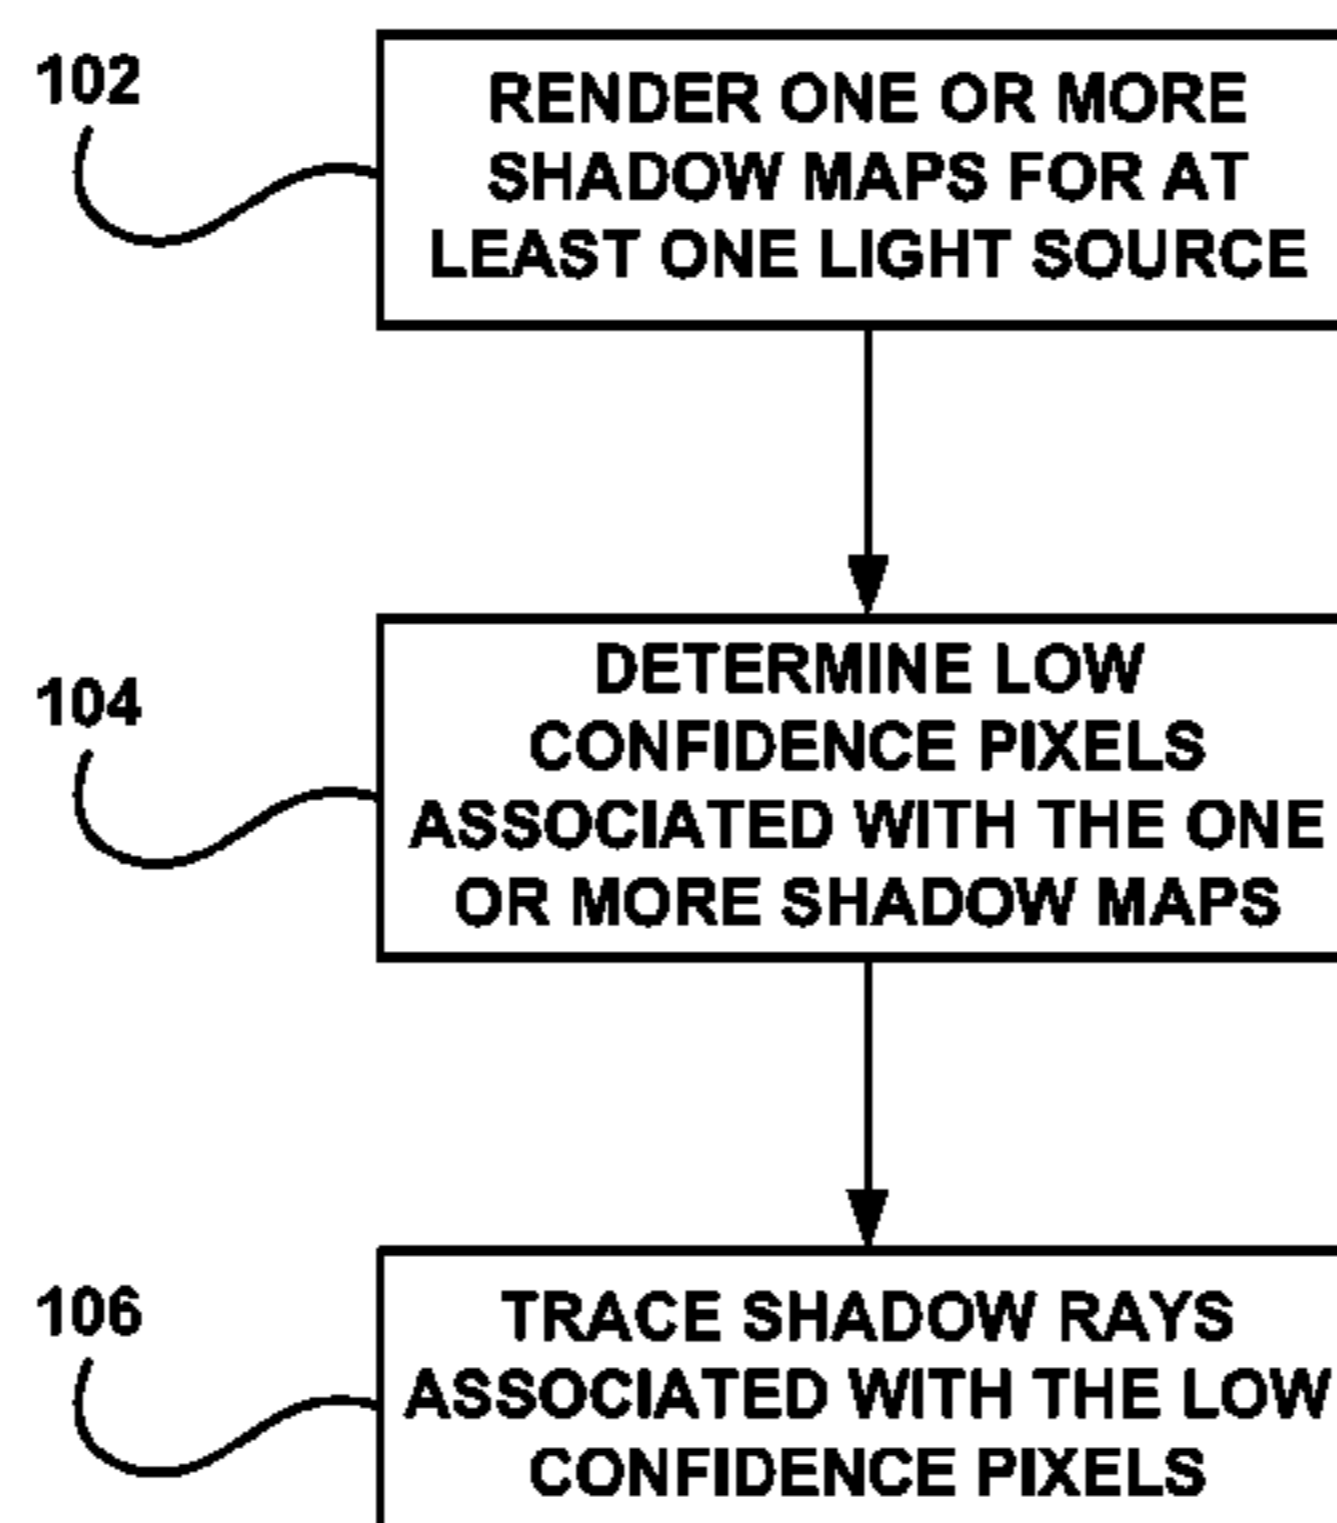 102
RENDER ONE OR MORE
SHADOW MAPS FOR AT
LEAST ONE LIGHT SOURCE
104
DETERMINE LOW
CONFIDENCE PIXELS
ASSOCIATED WITH THE ONE
OR MORE SHADOW MAPS
106
TRACE SHADOW RAYS
ASSOCIATED WITH THE LOW
CONFIDENCE PIXELS